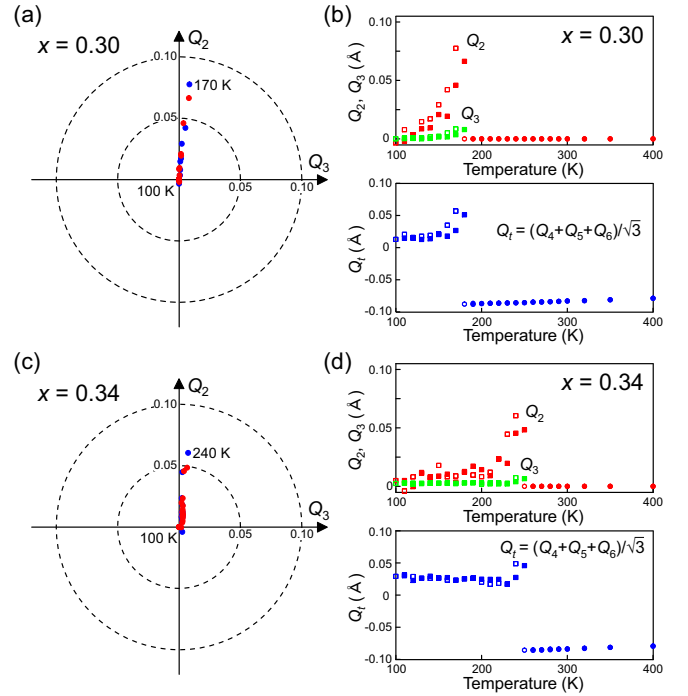 (a)
x = 0.30
Q2
0.10
170 K
0.05
Q3
100 K
0.05
0.10
(b)
0.10
x = 0.30
Q2
0.05
Q3
0
Q2, Q3 (Å)
100
200
300
400
Temperature (K)
0.10
0.05
Qt = (Q4+Q5+Q6)/√3
0
-0.05
-0.10
Qt (Å)
100
200
300
400
Temperature (K)
(c)
x = 0.34
Q2
0.10
240 K
0.05
Q3
100 K
0.05
0.10
(d)
0.10
x = 0.34
Q2
0.05
Q3
0
Q2, Q3 (Å)
100
200
300
400
Temperature (K)
0.10
Qt = (Q4+Q5+Q6)/√3
0.05
0
-0.05
-0.10
Qt (Å)
100
200
300
400
Temperature (K)